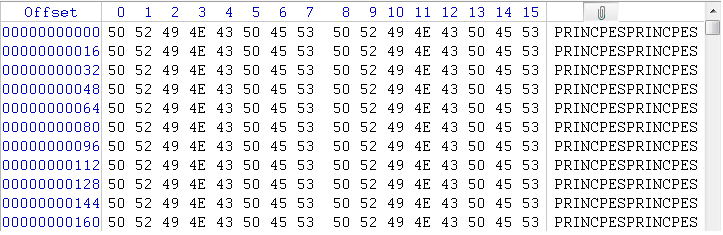 Offset 0 1 2 3 4 5 6 7 8 9 10 11 12 13 14 15
00000000000 50 52 49 4E 43 50 45 53 50 52 49 4E 43 50 45 53 PRINCPESPRINCPES
00000000016 50 52 49 4E 43 50 45 53 50 52 49 4E 43 50 45 53 PRINCPESPRINCPES
00000000032 50 52 49 4E 43 50 45 53 50 52 49 4E 43 50 45 53 PRINCPESPRINCPES
00000000048 50 52 49 4E 43 50 45 53 50 52 49 4E 43 50 45 53 PRINCPESPRINCPES
00000000064 50 52 49 4E 43 50 45 53 50 52 49 4E 43 50 45 53 PRINCPESPRINCPES
00000000080 50 52 49 4E 43 50 45 53 50 52 49 4E 43 50 45 53 PRINCPESPRINCPES
00000000096 50 52 49 4E 43 50 45 53 50 52 49 4E 43 50 45 53 PRINCPESPRINCPES
00000000112 50 52 49 4E 43 50 45 53 50 52 49 4E 43 50 45 53 PRINCPESPRINCPES
00000000128 50 52 49 4E 43 50 45 53 50 52 49 4E 43 50 45 53 PRINCPESPRINCPES
00000000144 50 52 49 4E 43 50 45 53 50 52 49 4E 43 50 45 53 PRINCPESPRINCPES
00000000160 50 52 49 4E 43 50 45 53 50 52 49 4E 43 50 45 53 PRINCPESPRINCPES